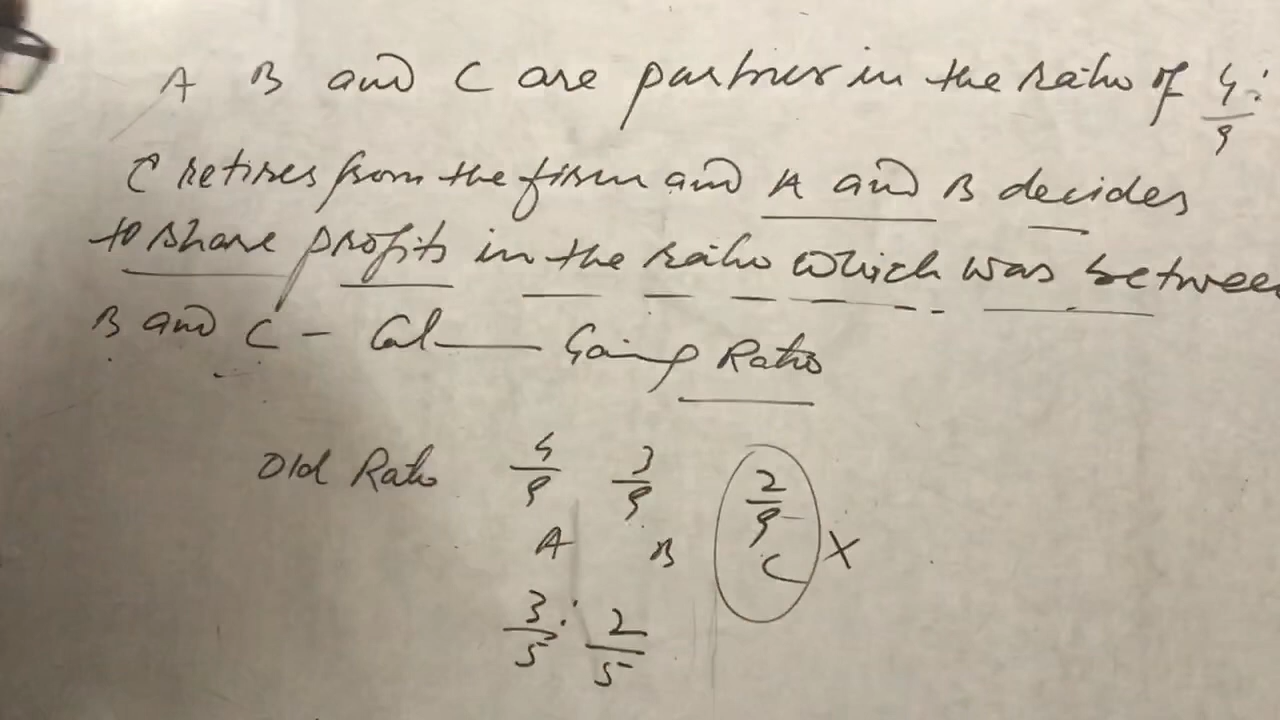 A B and C are partner in the ratio of 4/9 :
C retires from the firm and A and B decides
to share profits in the ratio which was between
B and C - Cal—— Gaing Ratio
Old Ratio 4/9 3/9 2/9
A B C X
3/5 : 2/5